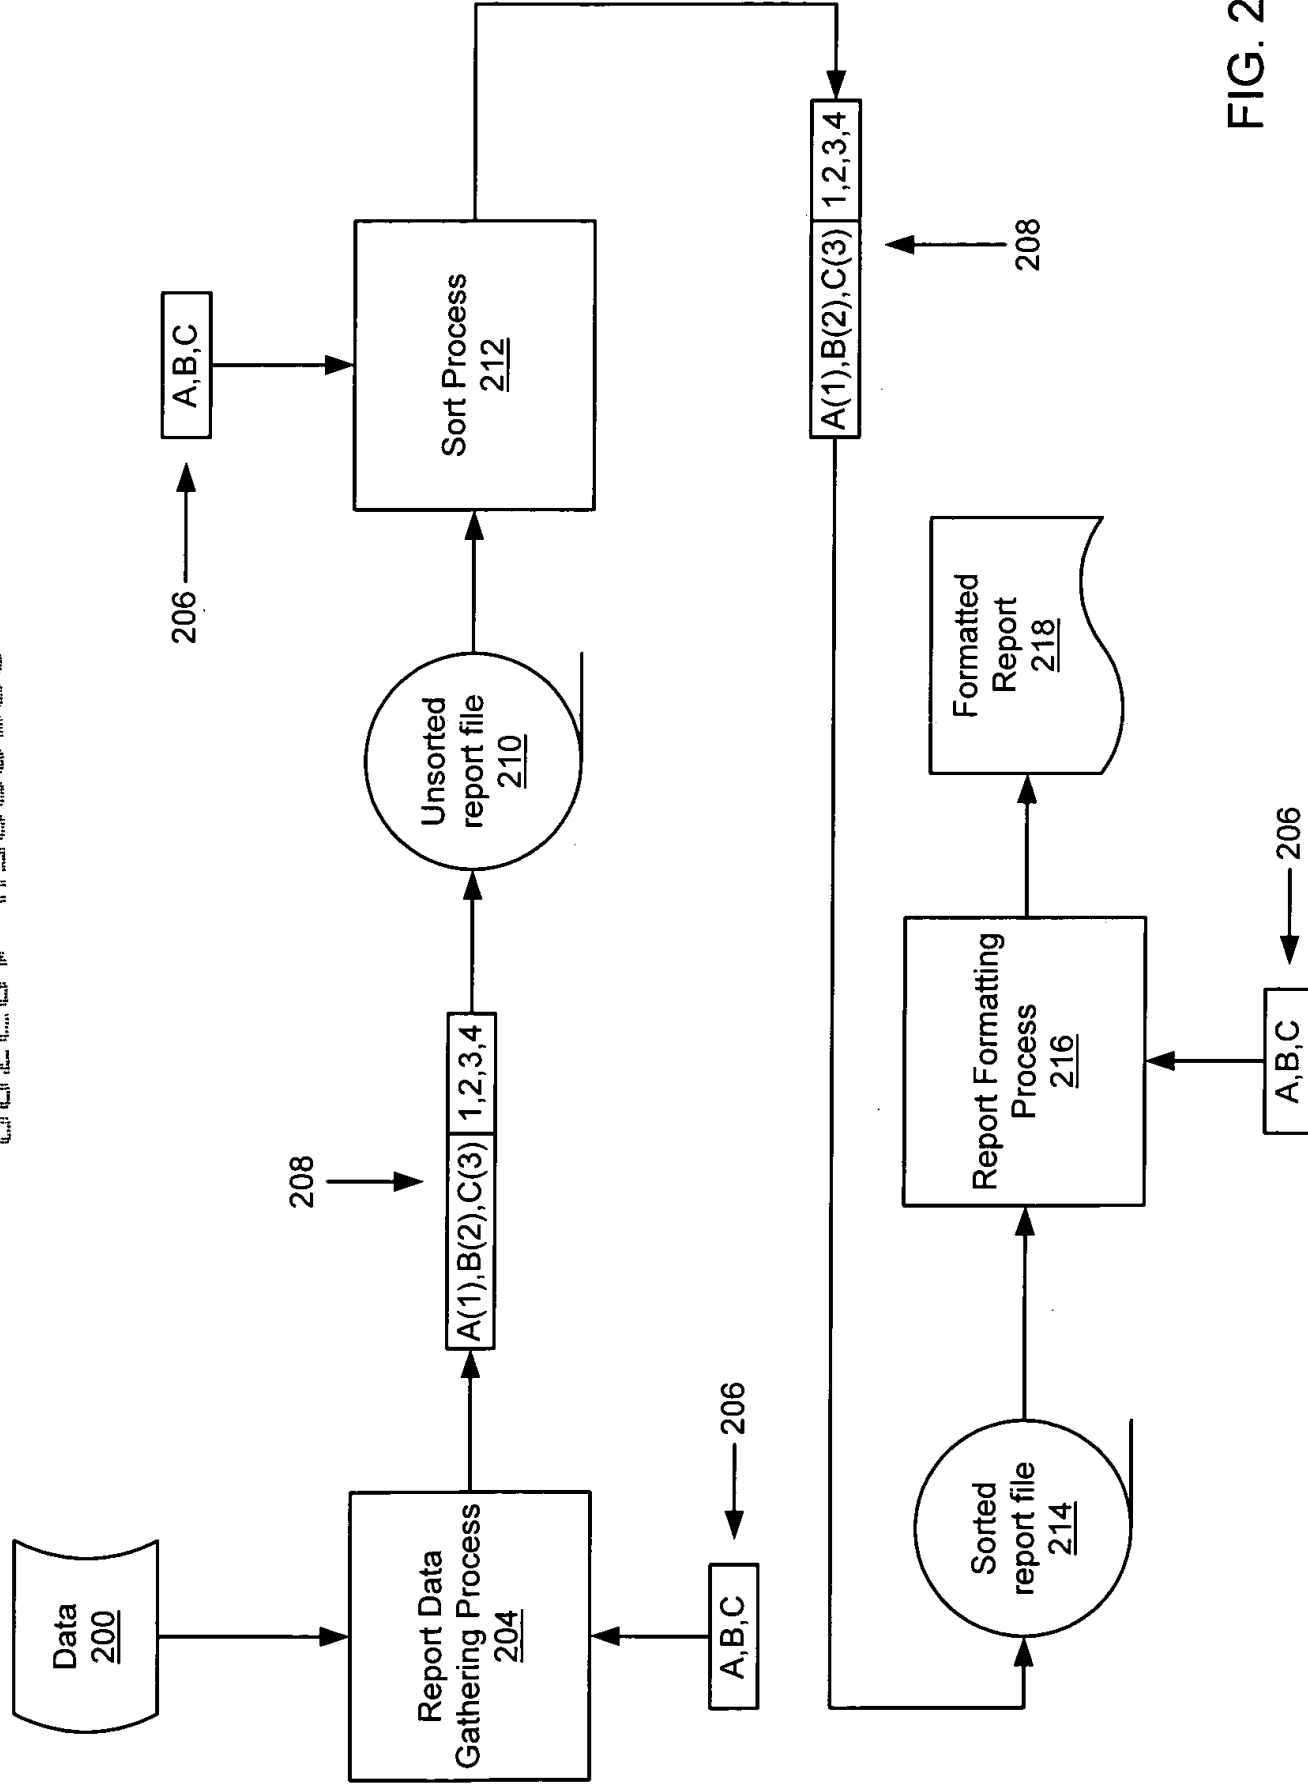 Data
200
Report Data
Gathering Process
204
A,B,C
206
208
A(1),B(2),C(3) 1,2,3,4
Unsorted
report file
210
206
A,B,C
Sort Process
212
A(1),B(2),C(3) 1,2,3,4
208
Sorted
report file
214
Report Formatting
Process
216
A,B,C
206
Formatted
Report
218
FIG. 2